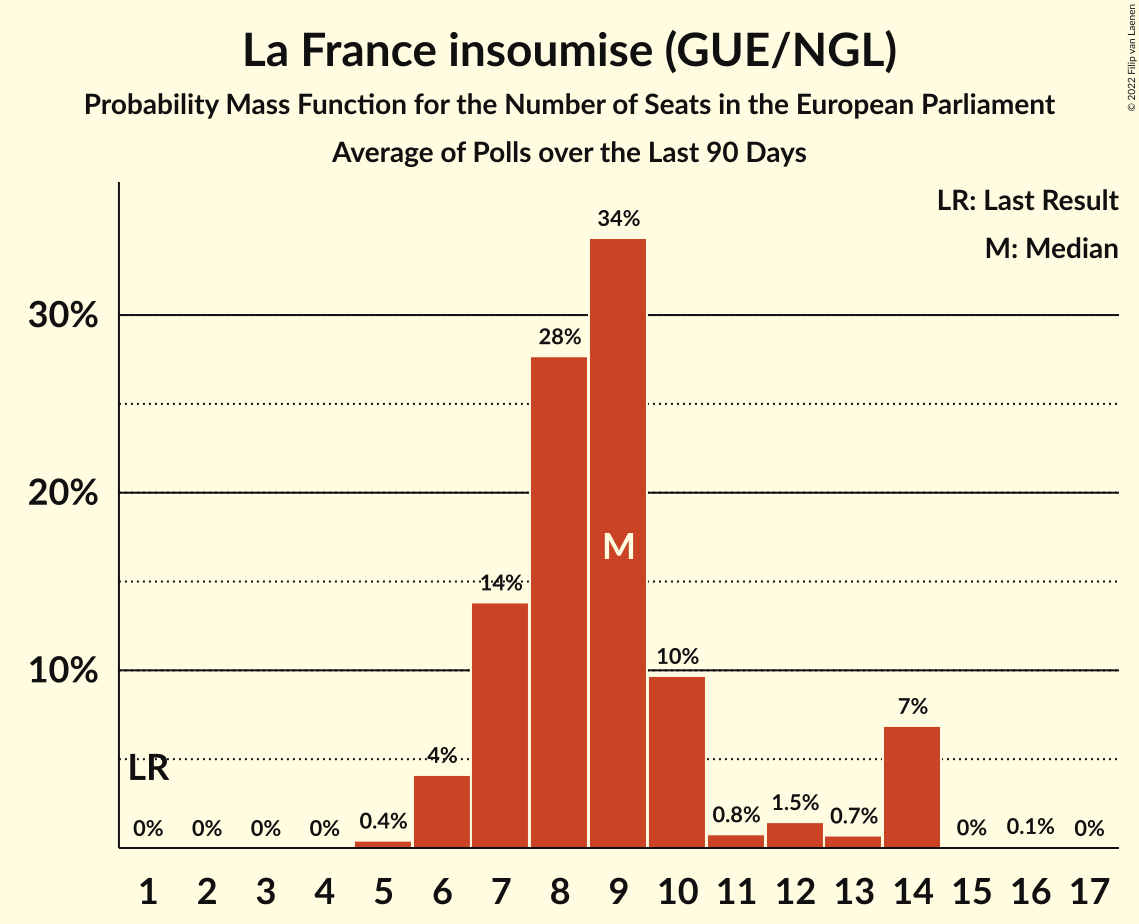 La France insoumise (GUE/NGL)
Probability Mass Function for the Number of Seats in the European Parliament
Average of Polls over the Last 90 Days
© 2022 Filip van Laenen
LR: Last Result
M: Median
34%
30%
28%
20%
M
14%
10%
10%
7%
LR
4%
0% 0% 0% 0% 0.4% 0.8% 1.5% 0.7% 0% 0.1% 0%
1 2 3 4 5 6 7 8 9 10 11 12 13 14 15 16 17